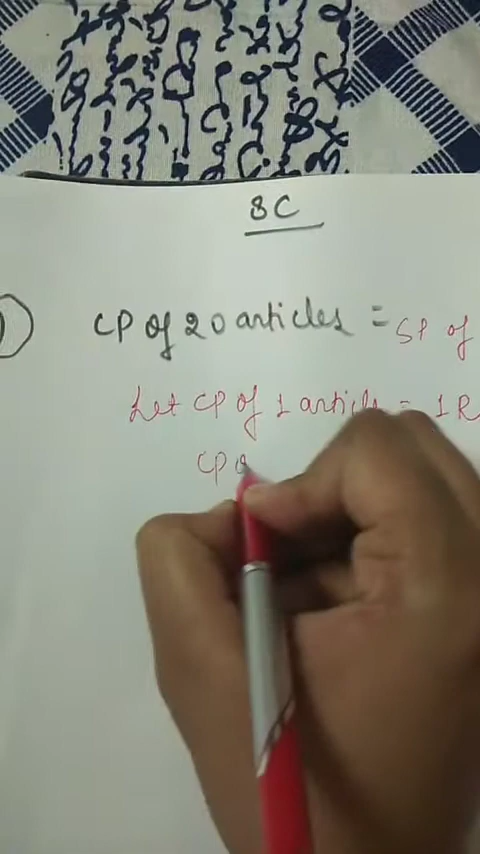 8C
CP of 20 articles = SP of
Let CP of 1 article = 1 R
CP o